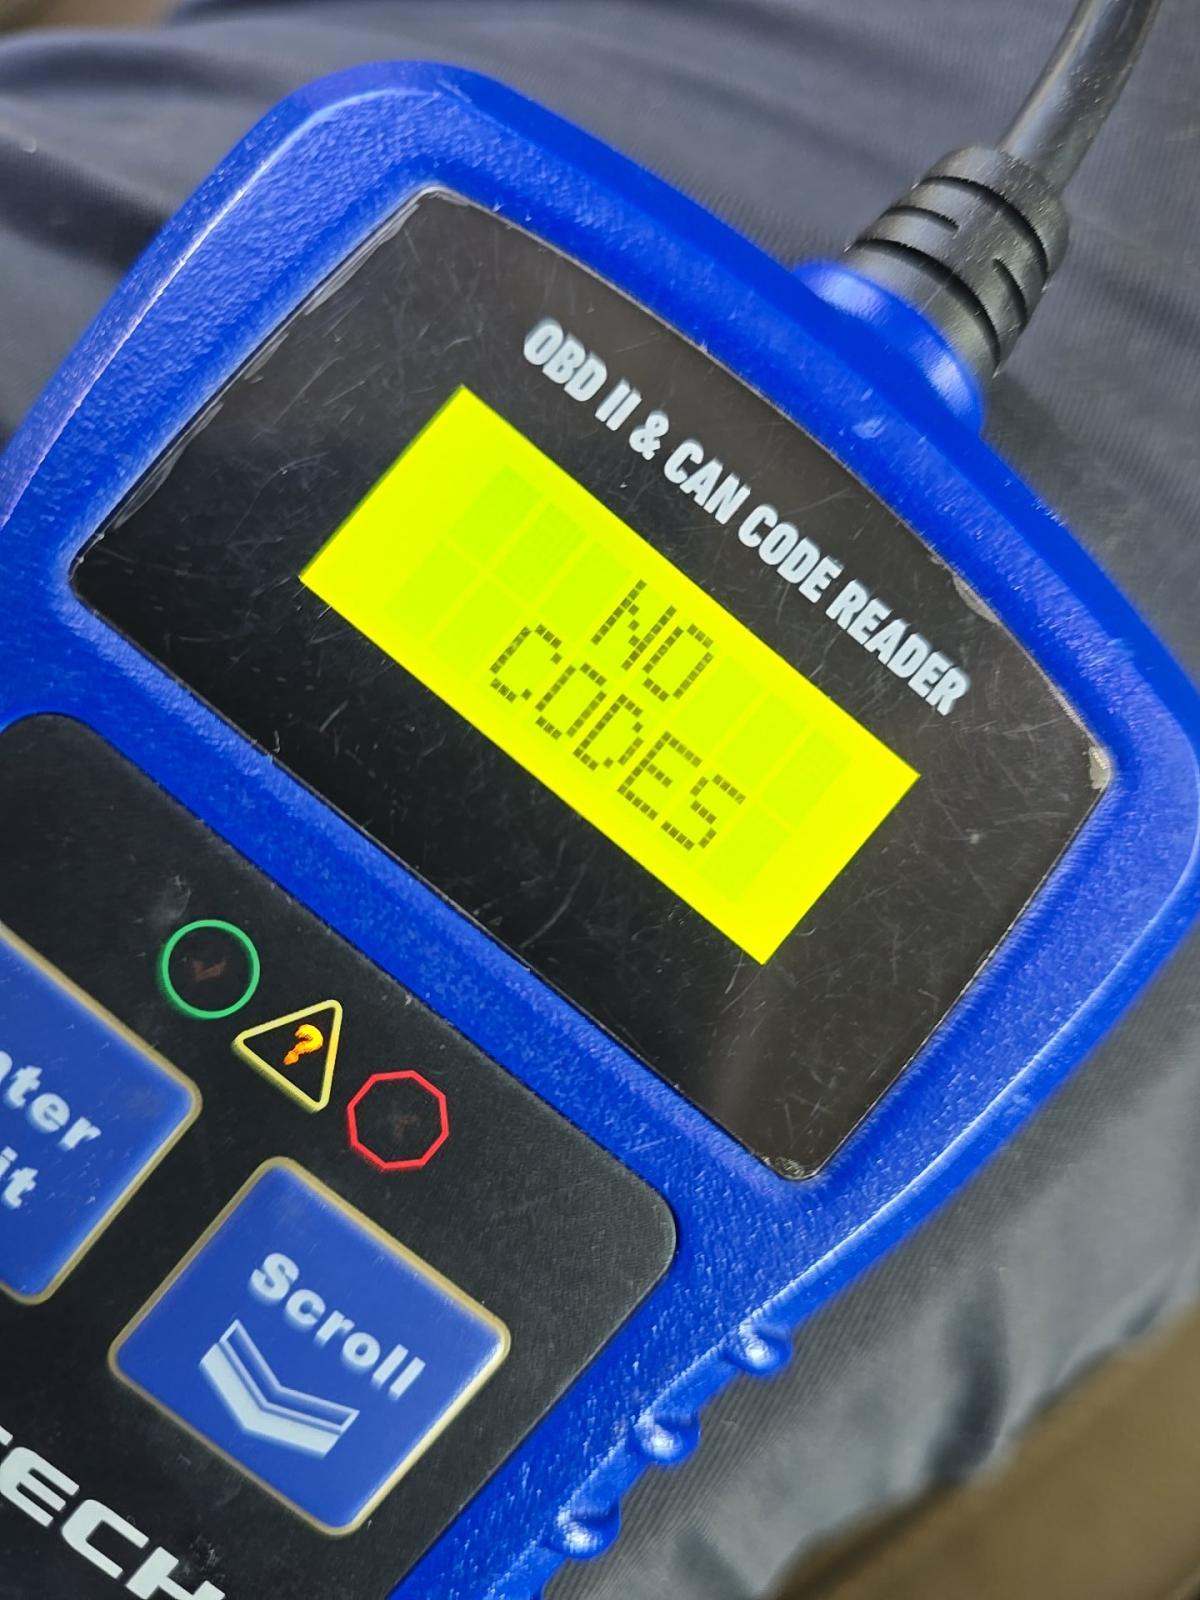 OBD II & CAN CODE READER
NO
CODES
?
Scroll